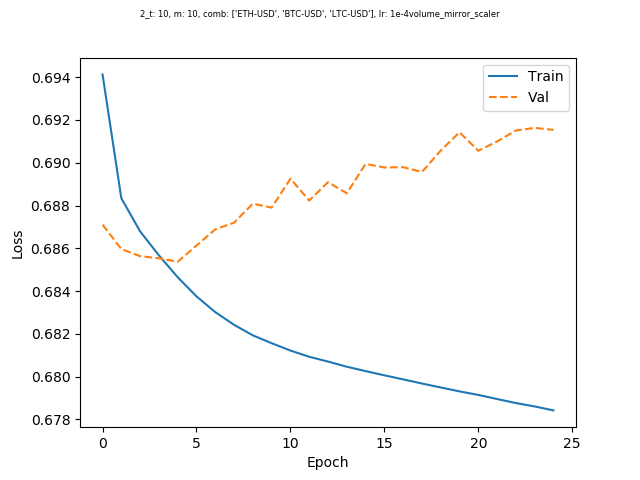 2_t: 10, m: 10, comb: ['ETH-USD', 'BTC-USD', 'LTC-USD'], lr: 1e-4volume_mirror_scaler
Train
Val
0.694
0.692
0.690
0.688
0.686
0.684
0.682
0.680
0.678
Loss
0 5 10 15 20 25
Epoch